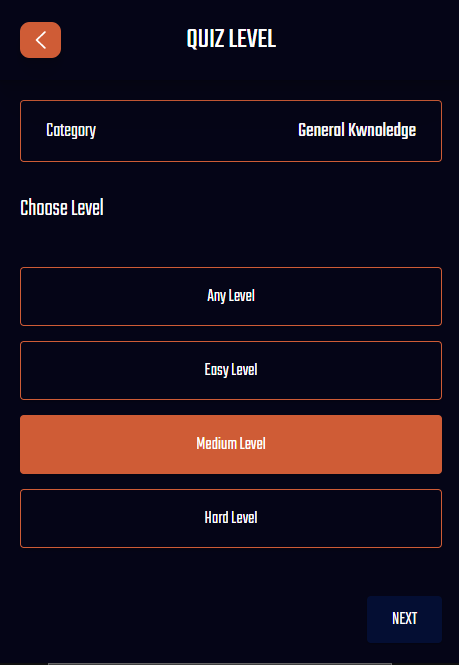 QUIZ LEVEL
Category General Kwnoledge
Choose Level
Any Level
Easy Level
Medium Level
Hard Level
NEXT